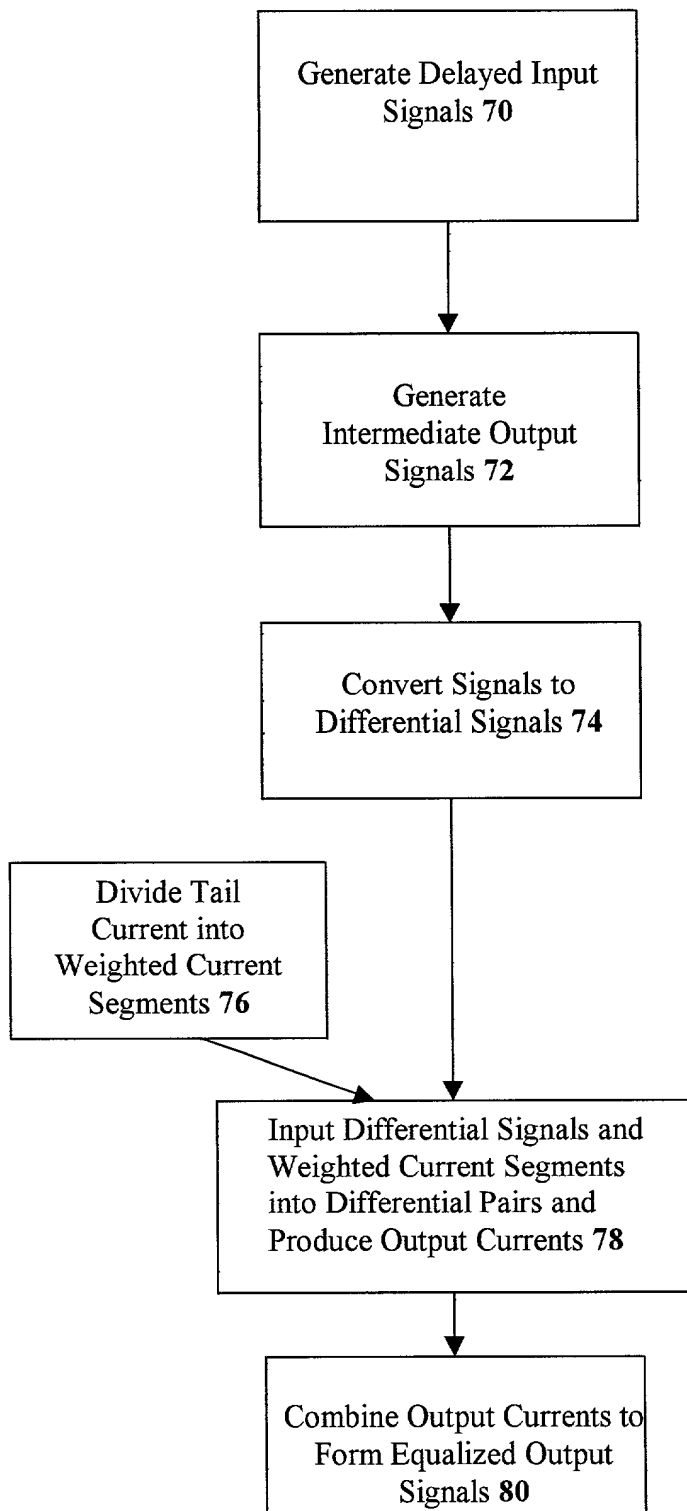 Generate Delayed Input
Signals 70
Generate
Intermediate Output
Signals 72
Convert Signals to
Differential Signals 74
Divide Tail
Current into
Weighted Current
Segments 76
Input Differential Signals and
Weighted Current Segments
into Differential Pairs and
Produce Output Currents 78
Combine Output Currents to
Form Equalized Output
Signals 80